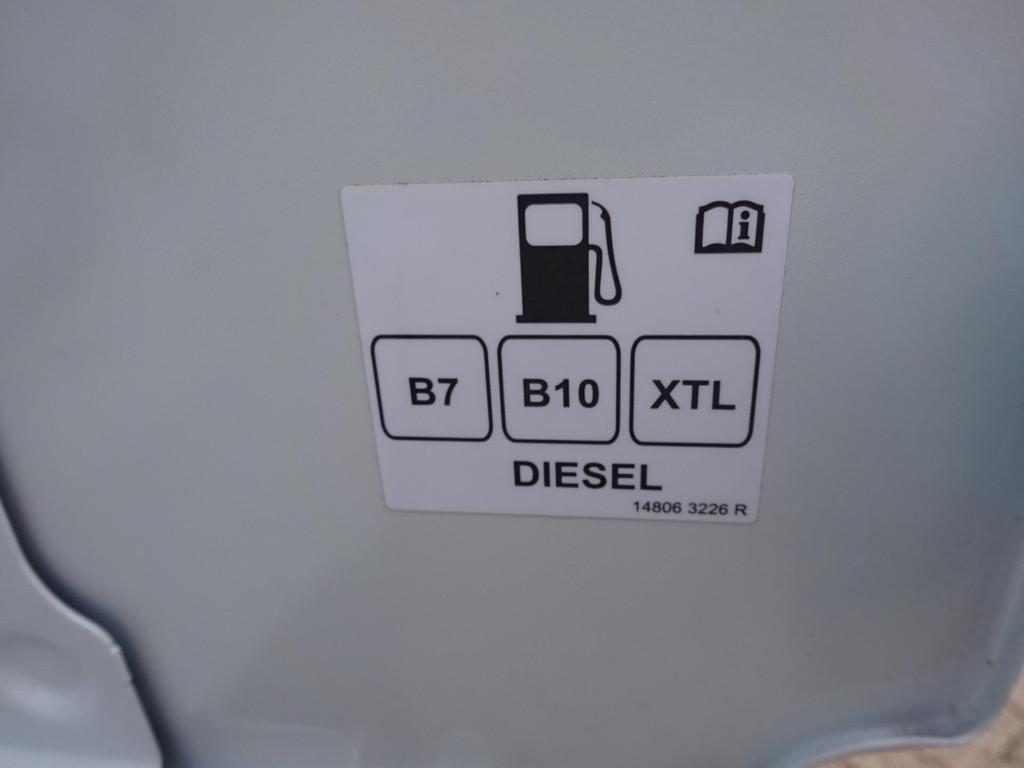 i
B7 B10 XTL
DIESEL
14806 3226 R